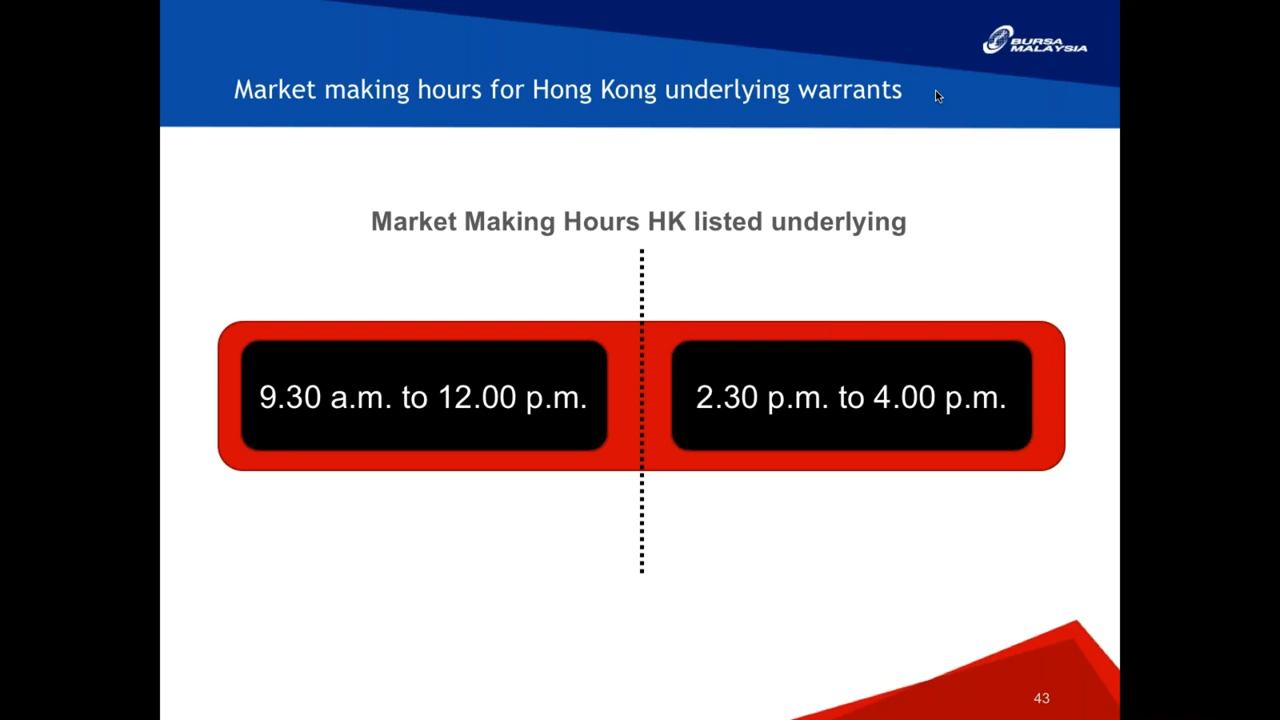 BURSA
MALAYSIA
Market making hours for Hong Kong underlying warrants
Market Making Hours HK listed underlying
9.30 a.m. to 12.00 p.m.
2.30 p.m. to 4.00 p.m.
43